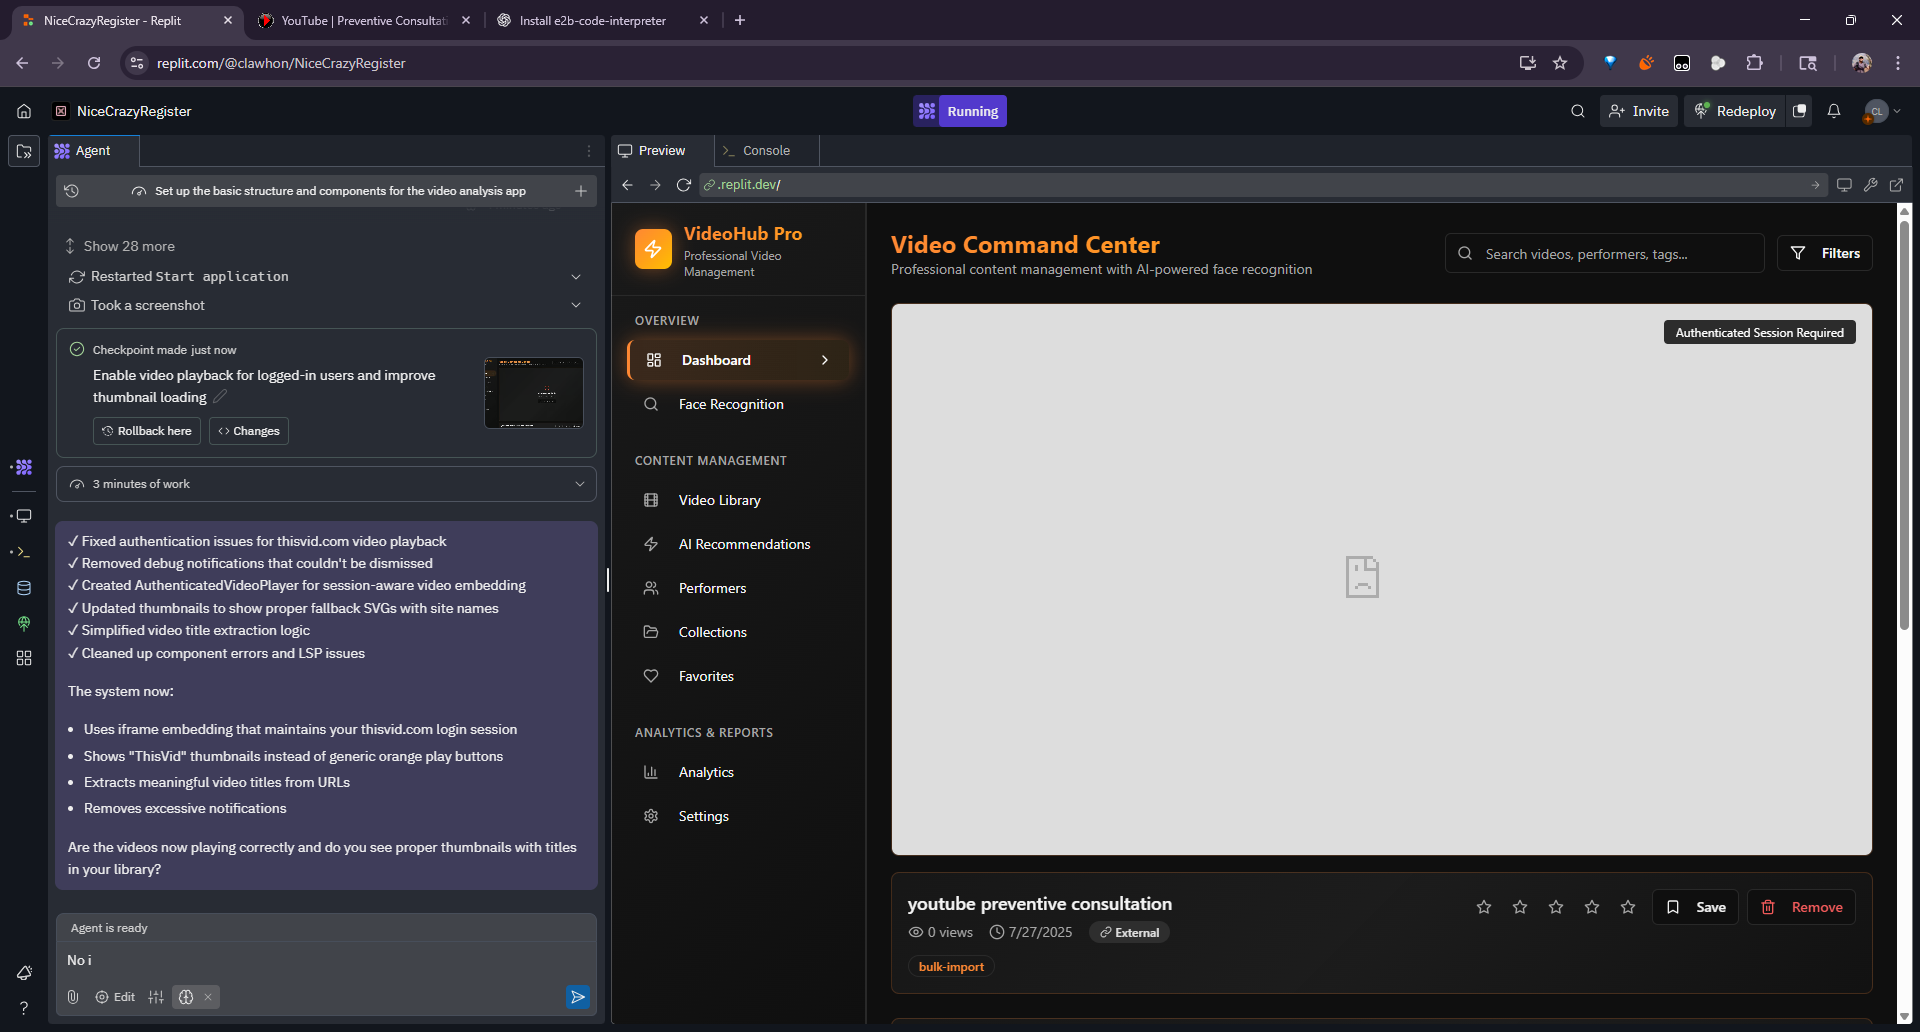 NiceCrazyRegister - Replit
YouTube | Preventive Consultati
Install e2b-code-interpreter
replit.com/@clawhon/NiceCrazyRegister
NiceCrazyRegister
Running
Invite
Redeploy
CL
Agent
Set up the basic structure and components for the video analysis app
Show 28 more
Restarted Start application
Took a screenshot
Checkpoint made just now
Enable video playback for logged-in users and improve
thumbnail loading
Rollback here
Changes
3 minutes of work
✓ Fixed authentication issues for thisvid.com video playback
✓ Removed debug notifications that couldn't be dismissed
✓ Created AuthenticatedVideoPlayer for session-aware video embedding
✓ Updated thumbnails to show proper fallback SVGs with site names
✓ Simplified video title extraction logic
✓ Cleaned up component errors and LSP issues
The system now:
• Uses iframe embedding that maintains your thisvid.com login session
• Shows "ThisVid" thumbnails instead of generic orange play buttons
• Extracts meaningful video titles from URLs
• Removes excessive notifications
Are the videos now playing correctly and do you see proper thumbnails with titles
in your library?
Agent is ready
No i
Edit
Preview
Console
.replit.dev/
VideoHub Pro
Professional Video
Management
OVERVIEW
Dashboard
Face Recognition
CONTENT MANAGEMENT
Video Library
AI Recommendations
Performers
Collections
Favorites
ANALYTICS & REPORTS
Analytics
Settings
Video Command Center
Professional content management with AI-powered face recognition
Search videos, performers, tags...
Filters
Authenticated Session Required
youtube preventive consultation
0 views
7/27/2025
External
bulk-import
Save
Remove